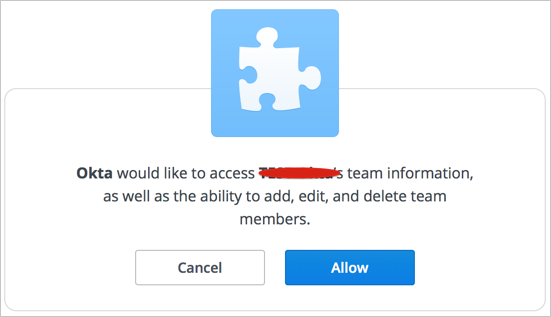 Okta would like to access 's team information,
as well as the ability to add, edit, and delete team
members.
Cancel
Allow